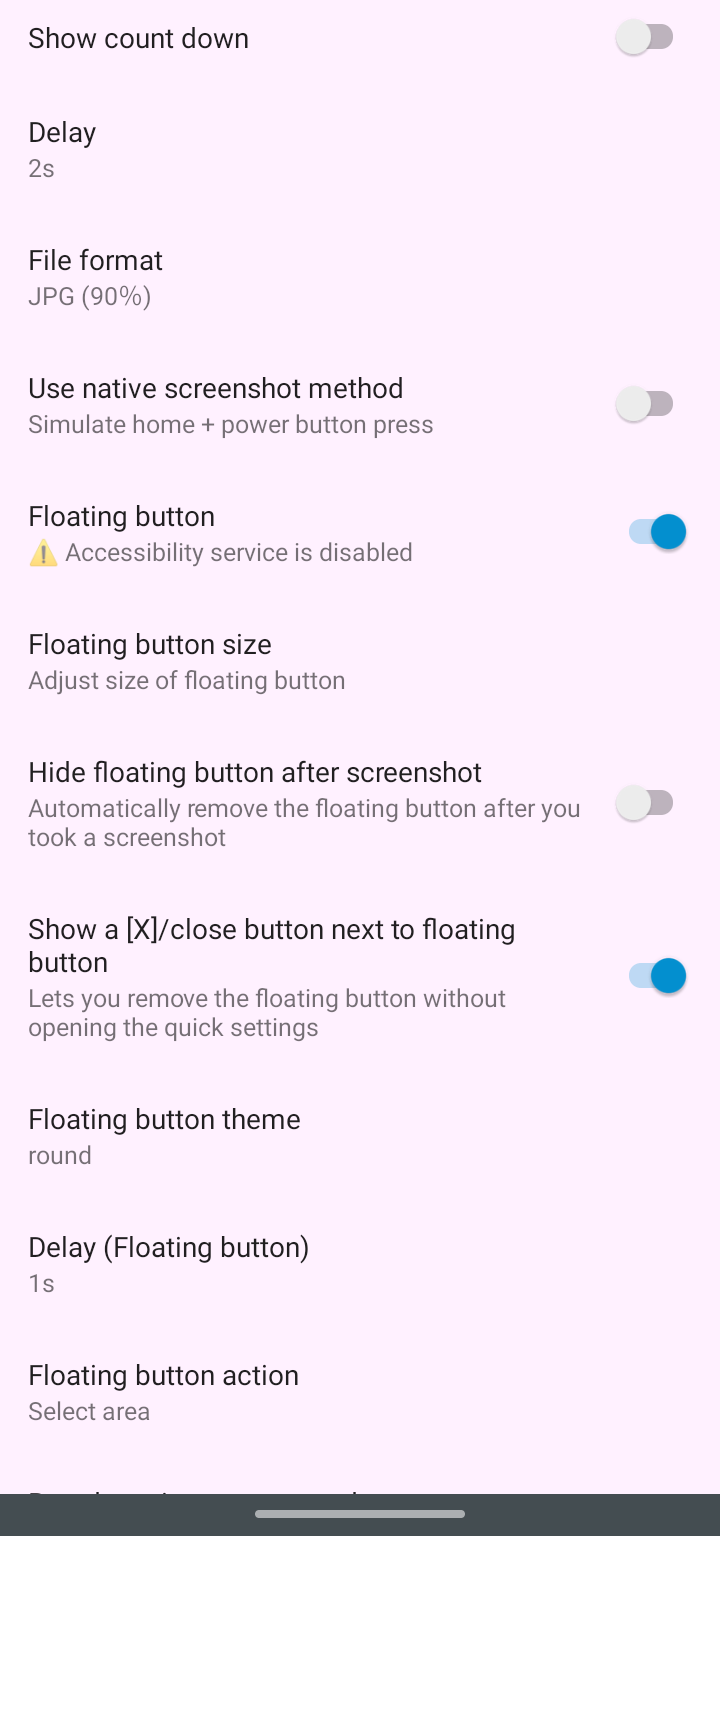 Show count down
Delay
2s
File format
JPG (90%)
Use native screenshot method
Simulate home + power button press
Floating button
⚠️ Accessibility service is disabled
Floating button size
Adjust size of floating button
Hide floating button after screenshot
Automatically remove the floating button after you
took a screenshot
Show a [X]/close button next to floating
button
Lets you remove the floating button without
opening the quick settings
Floating button theme
round
Delay (Floating button)
1s
Floating button action
Select area